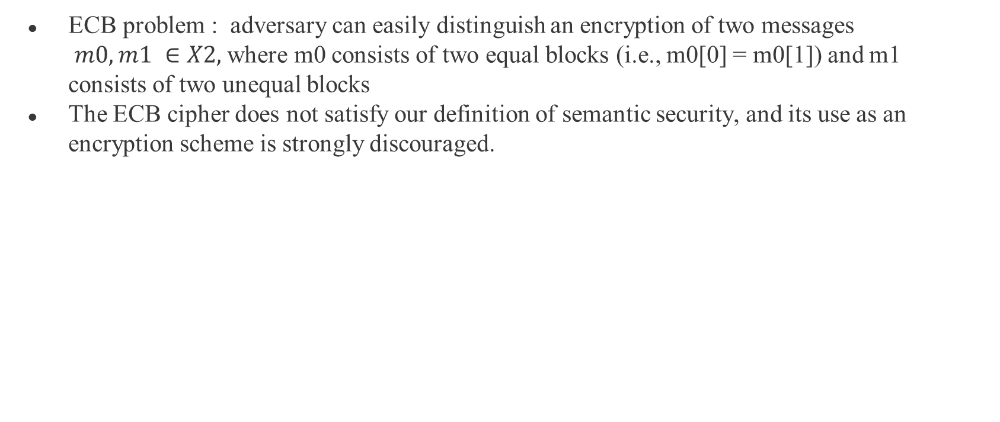 • ECB problem : adversary can easily distinguish an encryption of two messages
m0, m1 ∈ X2, where m0 consists of two equal blocks (i.e., m0[0] = m0[1]) and m1
consists of two unequal blocks
• The ECB cipher does not satisfy our definition of semantic security, and its use as an
encryption scheme is strongly discouraged.